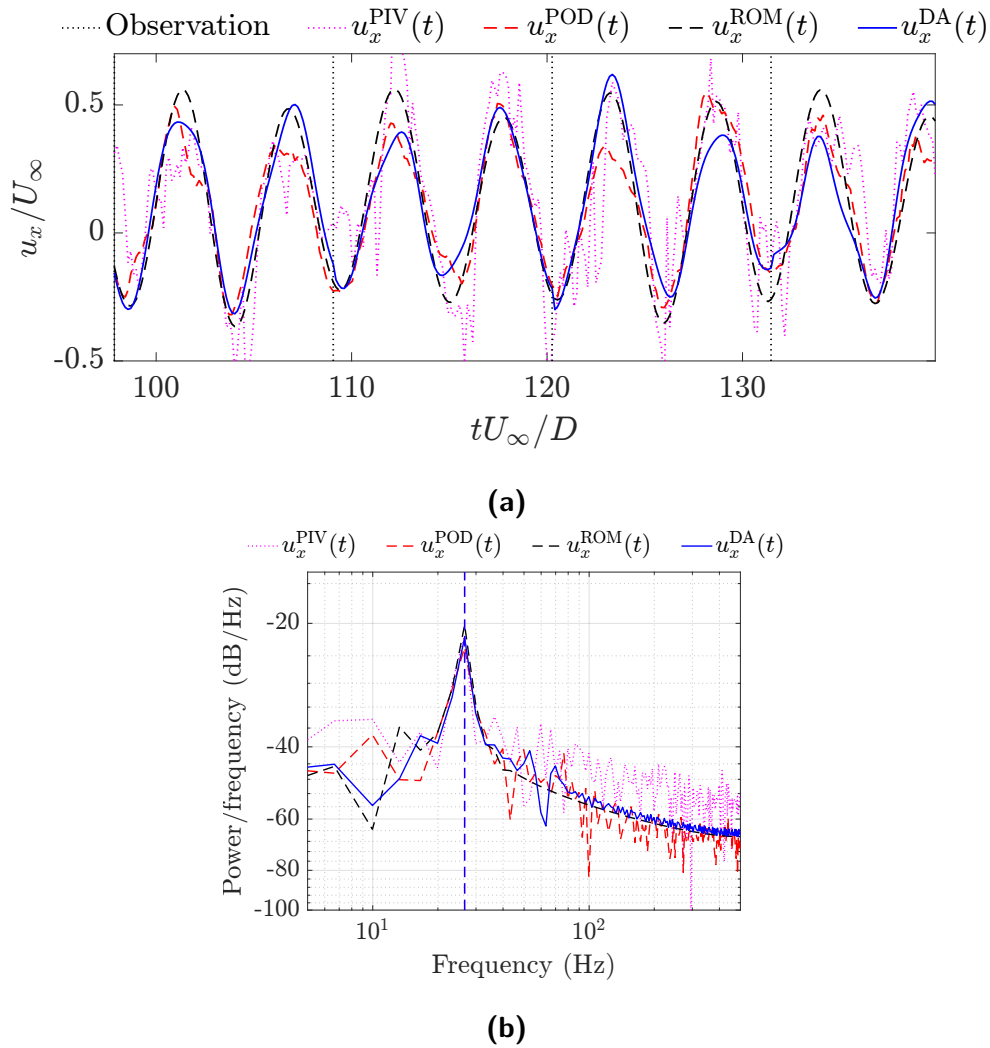 Observation u_x^PIV(t) u_x^POD(t) u_x^ROM(t) u_x^DA(t)
0.5
0
-0.5
u_x/U_∞
100 110 120 130
tU_∞/D
(a)
u_x^PIV(t) u_x^POD(t) u_x^ROM(t) u_x^DA(t)
-20
-40
-60
-80
-100
Power/frequency (dB/Hz)
10^1 10^2
Frequency (Hz)
(b)